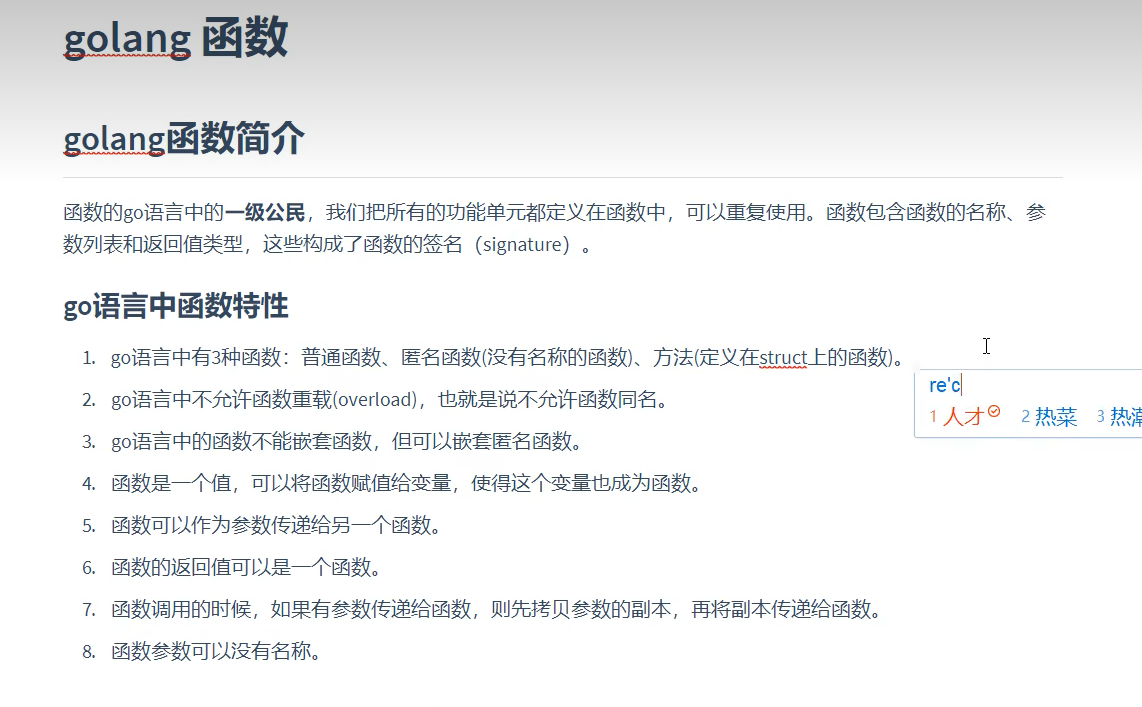 golang 函数
golang函数简介
函数的go语言中的一级公民，我们把所有的功能单元都定义在函数中，可以重复使用。函数包含函数的名称、参
数列表和返回值类型，这些构成了函数的签名（signature）。
go语言中函数特性
1. go语言中有3种函数：普通函数、匿名函数(没有名称的函数)、方法(定义在struct上的函数)。
re'c
1 人才 2 热菜 3 热潮
2. go语言中不允许函数重载(overload)，也就是说不允许函数同名。
3. go语言中的函数不能嵌套函数，但可以嵌套匿名函数。
4. 函数是一个值，可以将函数赋值给变量，使得这个变量也成为函数。
5. 函数可以作为参数传递给另一个函数。
6. 函数的返回值可以是一个函数。
7. 函数调用的时候，如果有参数传递给函数，则先拷贝参数的副本，再将副本传递给函数。
8. 函数参数可以没有名称。